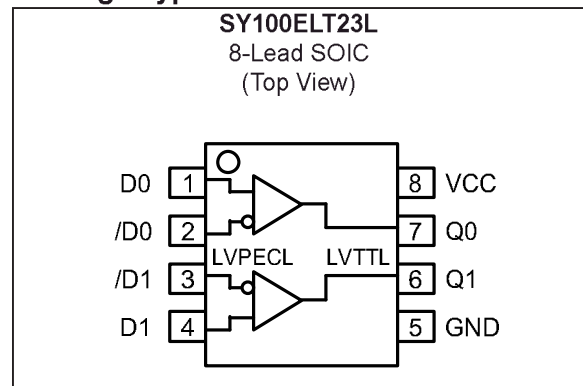 SY100ELT23L
8-Lead SOIC
(Top View)
D0 1 8 VCC
/D0 2 7 Q0
LVPECL LVTTL
/D1 3 6 Q1
D1 4 5 GND